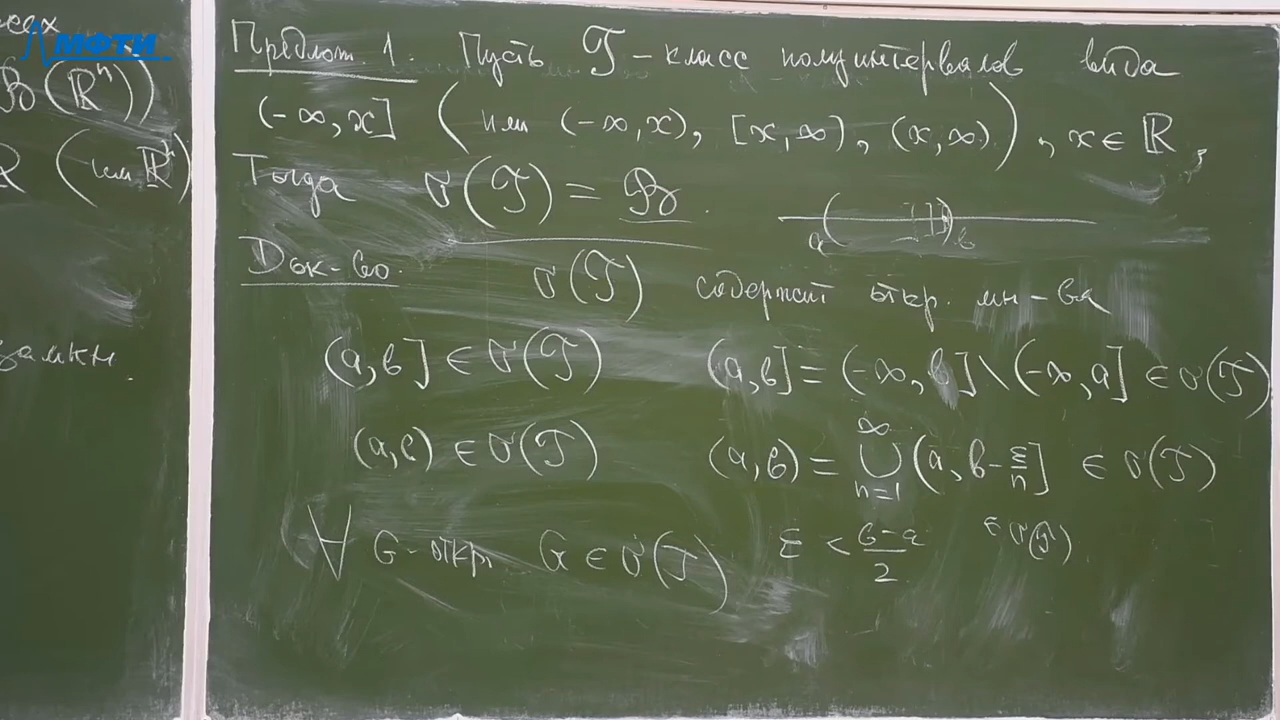 МФТИ
𝔅(ℝⁿ)
замкн.
Предлож. 1. Пусть 𝒯 – класс полуинтервалов вида
(-∞, x] (или (-∞, x), [x, ∞), (x, ∞)), x ∈ ℝ,
Тогда σ(𝒯) = 𝔅.
a ( ] ] ] ) b
Док-во. σ(𝒯) содержит откр. мн-ва
(a, b] ∈ σ(𝒯) (a, b] = (-∞, b] \ (-∞, a] ∈ σ(𝒯)
(a, b) ∈ σ(𝒯) (a, b) = ⋃_{n=1}^{∞} (a, b - ε/n] ∈ σ(𝒯)
∀ G – откр G ∈ σ(𝒯) ε < (b-a)/2 ∈ σ(𝒯)